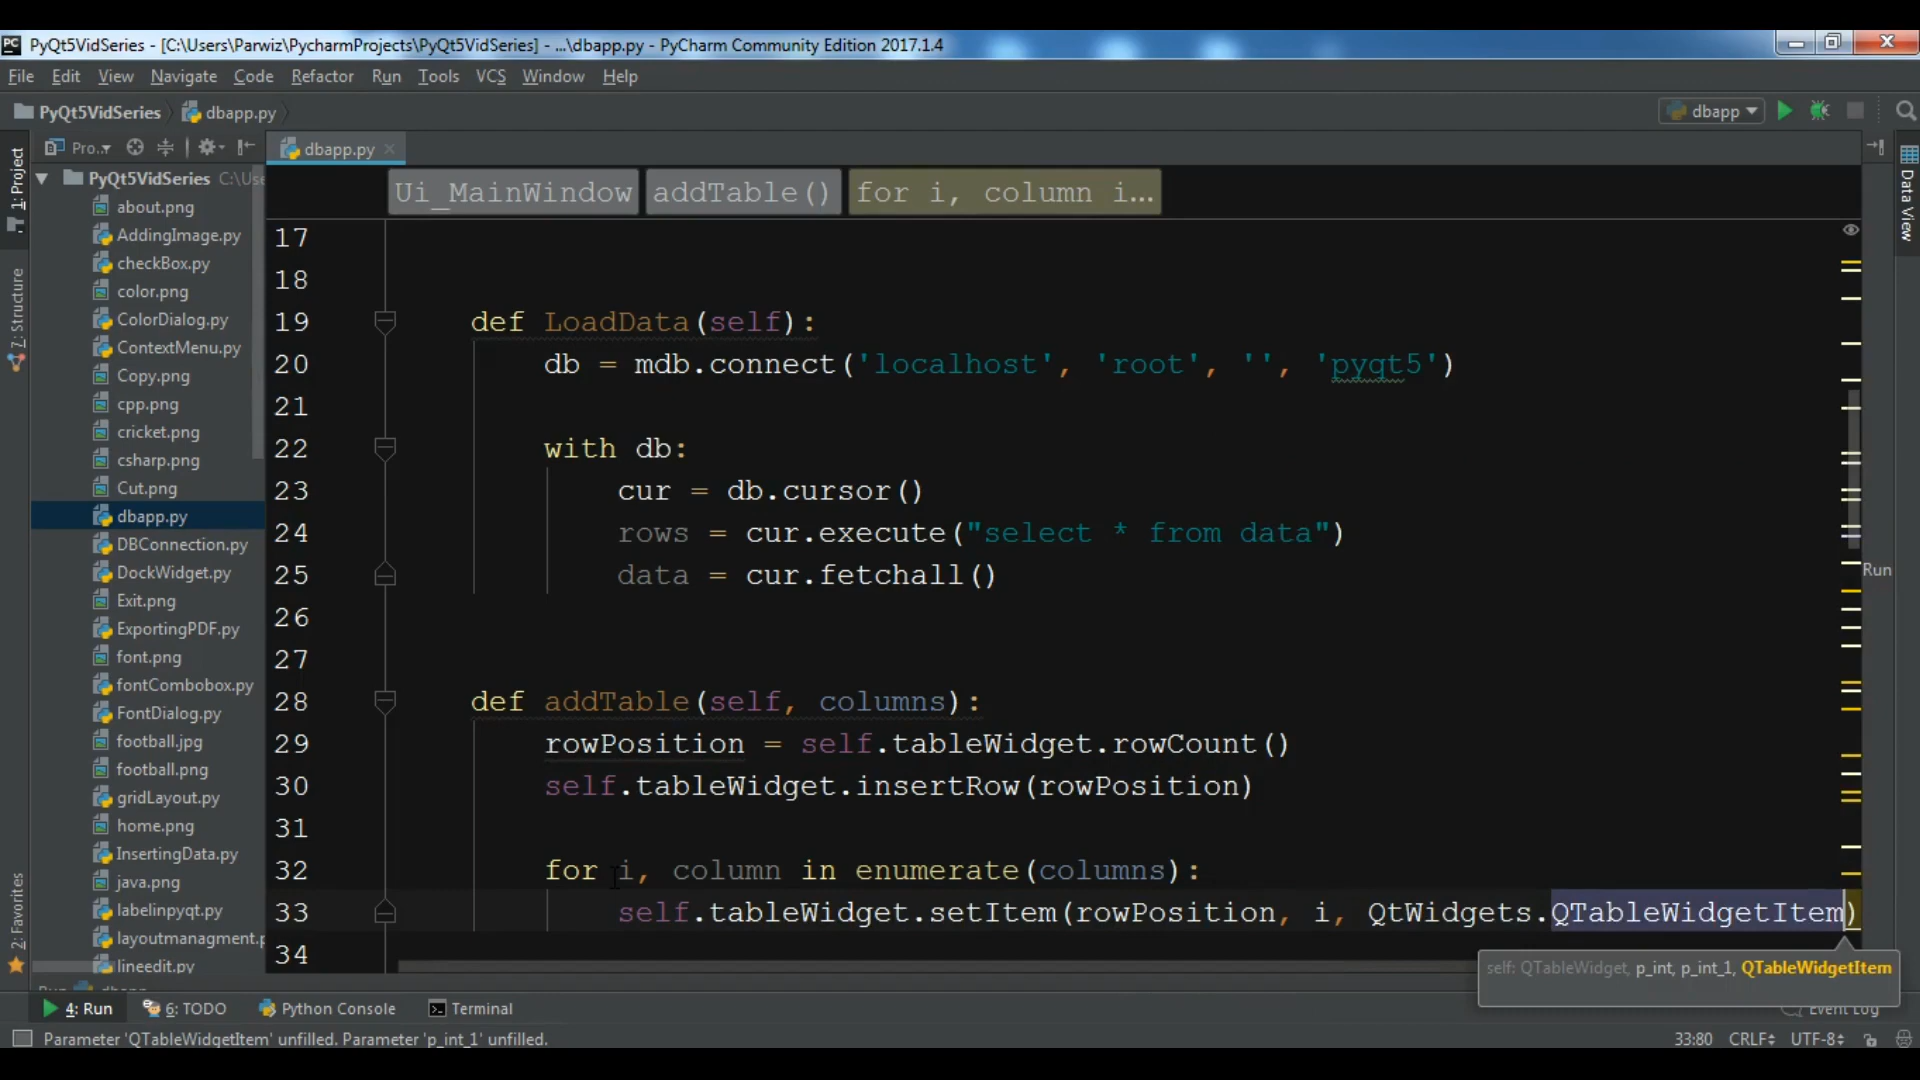 PyQt5VidSeries - [C:\Users\Parwiz\PycharmProjects\PyQt5VidSeries] - ...\dbapp.py - PyCharm Community Edition 2017.1.4
File Edit View Navigate Code Refactor Run Tools VCS Window Help
PyQt5VidSeries dbapp.py dbapp
Pro.. dbapp.py
1: Project
7: Structure
2: Favorites
PyQt5VidSeries C:\Use
about.png
AddingImage.py
checkBox.py
color.png
ColorDialog.py
ContextMenu.py
Copy.png
cpp.png
cricket.png
csharp.png
Cut.png
dbapp.py
DBConnection.py
DockWidget.py
Exit.png
ExportingPDF.py
font.png
fontCombobox.py
FontDialog.py
football.jpg
football.png
gridLayout.py
home.png
InsertingData.py
java.png
labelinpyqt.py
layoutmanagment.p
lineedit.py
Ui_MainWindow addTable() for i, column i...
17
18
19 def LoadData(self):
20 db = mdb.connect('localhost', 'root', '', 'pyqt5')
21
22 with db:
23 cur = db.cursor()
24 rows = cur.execute("select * from data")
25 data = cur.fetchall()
26
27
28 def addTable(self, columns):
29 rowPosition = self.tableWidget.rowCount()
30 self.tableWidget.insertRow(rowPosition)
31
32 for i, column in enumerate(columns):
33 self.tableWidget.setItem(rowPosition, i, QtWidgets.QTableWidgetItem)
34
self: QTableWidget, p_int, p_int_1, QTableWidgetItem
Data View
Run
4: Run 6: TODO Python Console Terminal Event Log
Parameter 'QTableWidgetItem' unfilled. Parameter 'p_int_1' unfilled. 33:80 CRLF UTF-8